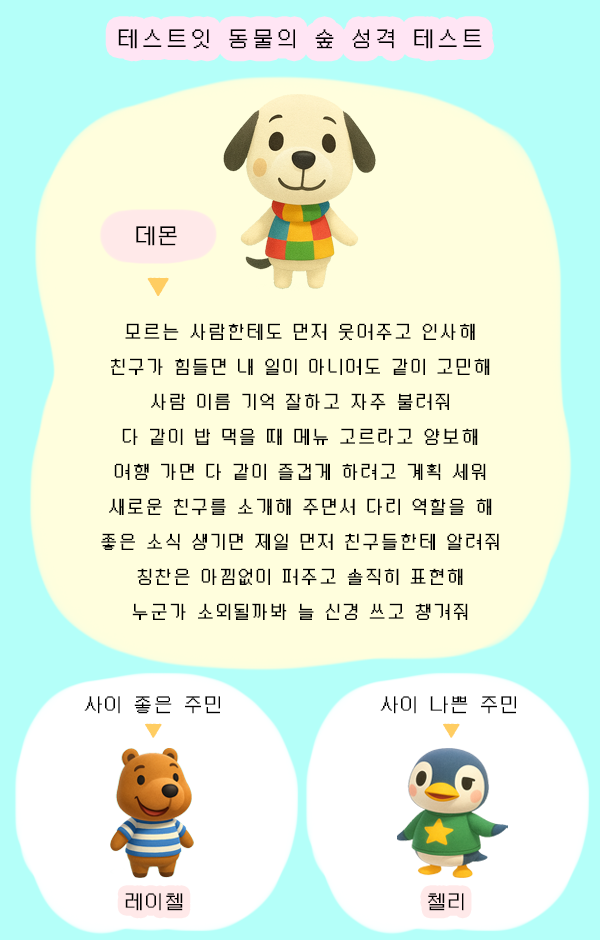 테스트잇 동물의 숲 성격 테스트
데몬
모르는 사람한테도 먼저 웃어주고 인사해
친구가 힘들면 내 일이 아니어도 같이 고민해
사람 이름 기억 잘하고 자주 불러줘
다 같이 밥 먹을 때 메뉴 고르라고 양보해
여행 가면 다 같이 즐겁게 하려고 계획 세워
새로운 친구를 소개해 주면서 다리 역할을 해
좋은 소식 생기면 제일 먼저 친구들한테 알려줘
칭찬은 아낌없이 퍼주고 솔직히 표현해
누군가 소외될까봐 늘 신경 쓰고 챙겨줘
사이 좋은 주민
사이 나쁜 주민
레이첼
첼리